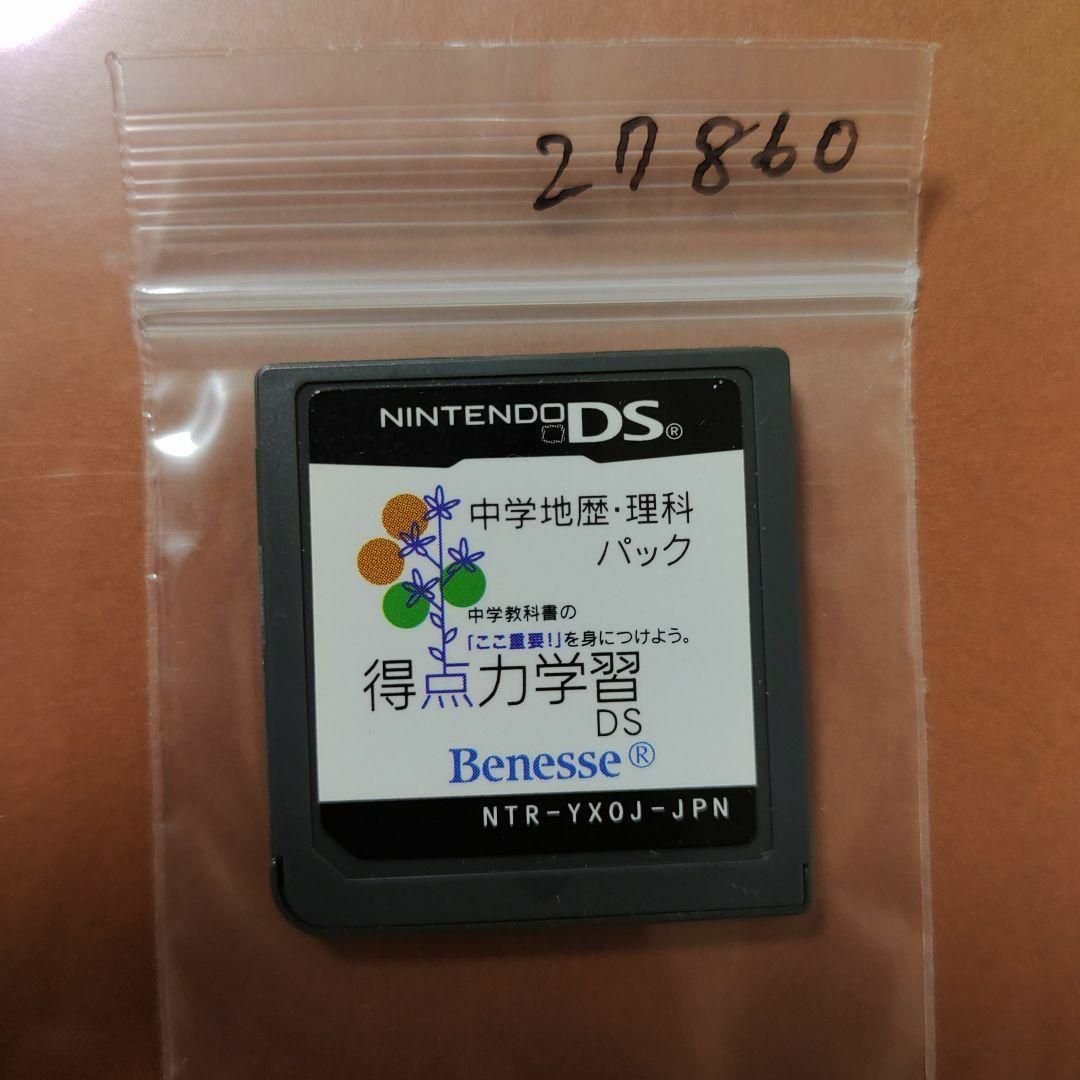 27860
NINTENDO DS®
中学地歴・理科
パック
中学教科書の
「ここ重要!」を身につけよう。
得点力学習
DS
Benesse®
NTR-YX0J-JPN